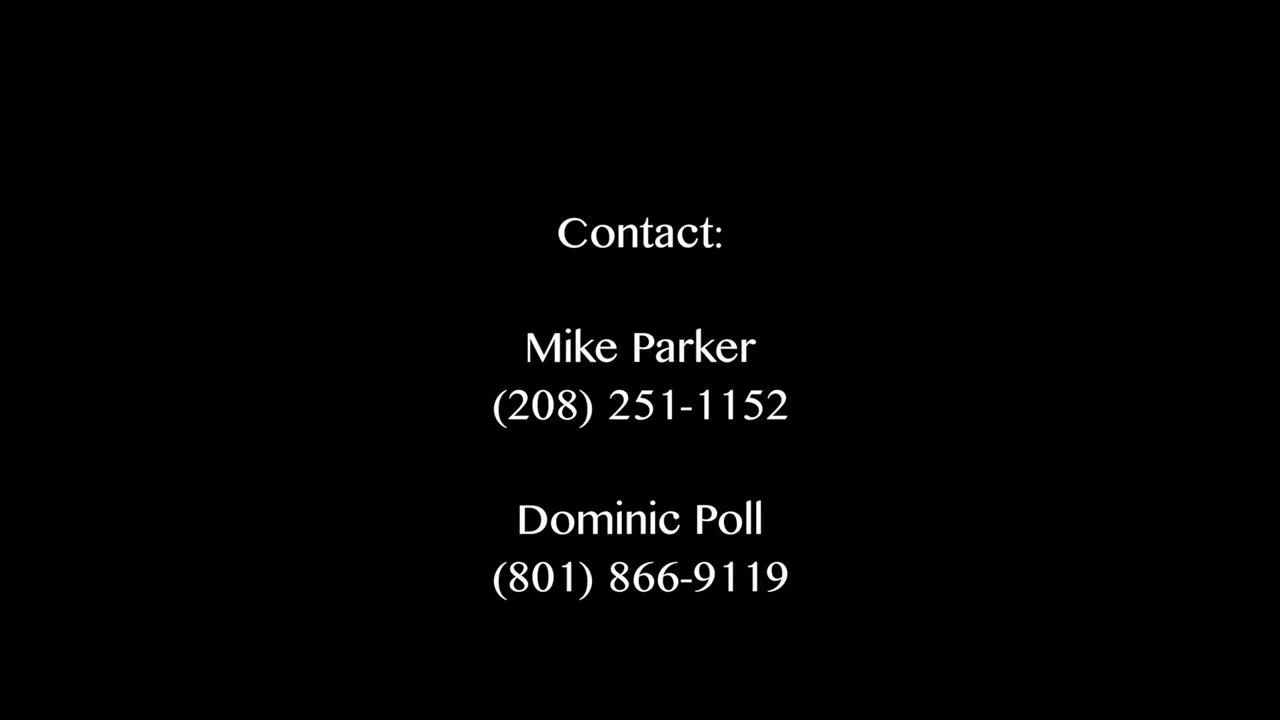 Contact:
Mike Parker
(208) 251-1152
Dominic Poll
(801) 866-9119